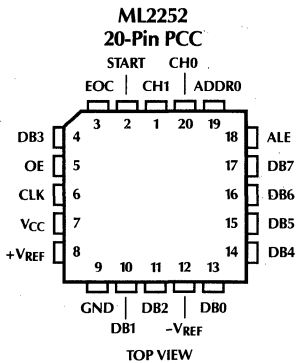 ML2252
20-Pin PCC
START CH0
EOC CH1 ADDR0
3 2 1 20 19
DB3 4 18 ALE
OE 5 17 DB7
CLK 6 16 DB6
VCC 7 15 DB5
+VREF 8 14 DB4
9 10 11 12 13
GND DB2 DB0
DB1 -VREF
TOP VIEW